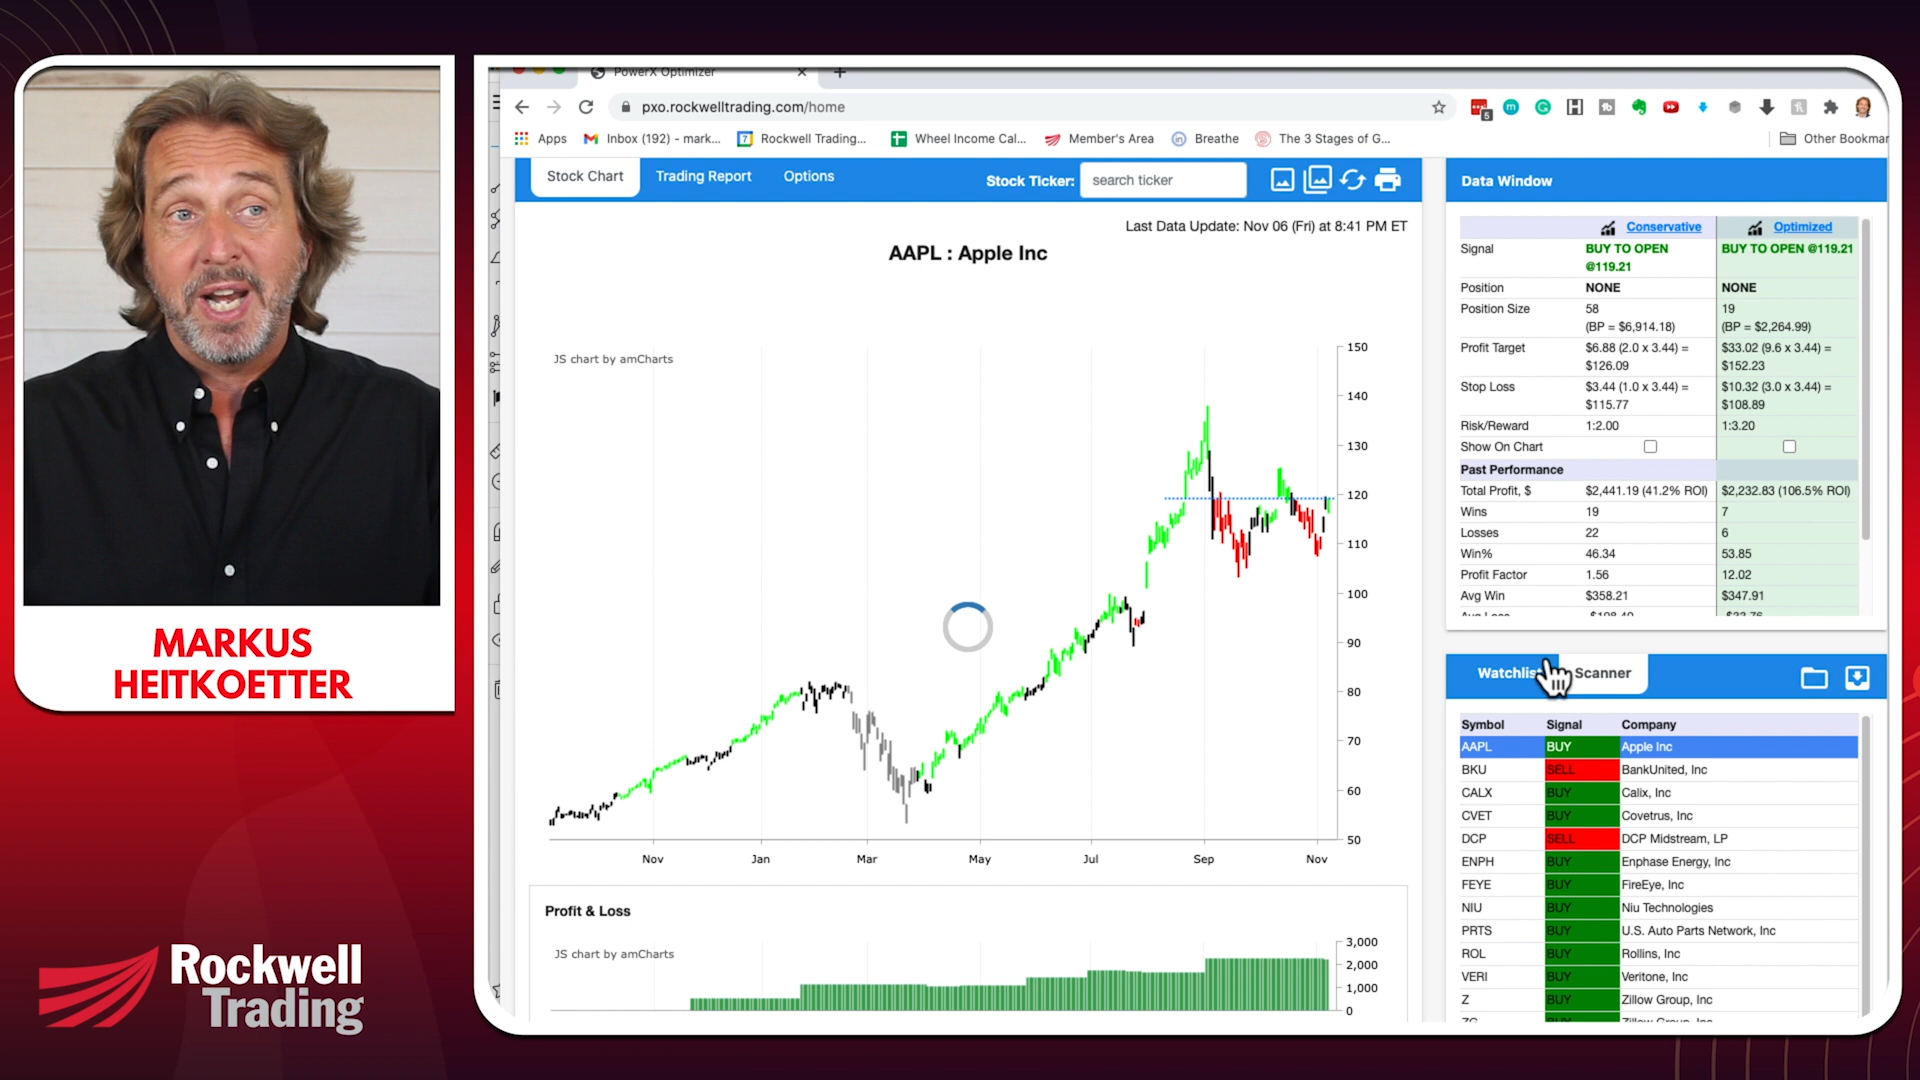 MARKUS
HEITKOETTER
Rockwell
Trading
PowerX Optimizer
pxo.rockwelltrading.com/home
5
Apps
Inbox (192) - mark...
7
Rockwell Trading...
Wheel Income Cal...
Member's Area
in
Breathe
The 3 Stages of G...
Other Bookmar
Stock Chart
Trading Report
Options
Stock Ticker:
search ticker
Last Data Update: Nov 06 (Fri) at 8:41 PM ET
AAPL : Apple Inc
JS chart by amCharts
150
140
130
120
110
100
90
80
70
60
50
Nov
Jan
Mar
May
Jul
Sep
Nov
Profit & Loss
JS chart by amCharts
3,000
2,000
1,000
0
Data Window
Conservative
Optimized
Signal
BUY TO OPEN
@119.21
BUY TO OPEN @119.21
Position
NONE
NONE
Position Size
58
(BP = $6,914.18)
19
(BP = $2,264.99)
Profit Target
$6.88 (2.0 x 3.44) =
$126.09
$33.02 (9.6 x 3.44) =
$152.23
Stop Loss
$3.44 (1.0 x 3.44) =
$115.77
$10.32 (3.0 x 3.44) =
$108.89
Risk/Reward
1:2.00
1:3.20
Show On Chart
Past Performance
Total Profit, $
$2,441.19 (41.2% ROI)
$2,232.83 (106.5% ROI)
Wins
19
7
Losses
22
6
Win%
46.34
53.85
Profit Factor
1.56
12.02
Avg Win
$358.21
$347.91
Watchlist
Scanner
Symbol
Signal
Company
AAPL
BUY
Apple Inc
BKU
SELL
BankUnited, Inc
CALX
BUY
Calix, Inc
CVET
BUY
Covetrus, Inc
DCP
SELL
DCP Midstream, LP
ENPH
BUY
Enphase Energy, Inc
FEYE
BUY
FireEye, Inc
NIU
BUY
Niu Technologies
PRTS
BUY
U.S. Auto Parts Network, Inc
ROL
BUY
Rollins, Inc
VERI
BUY
Veritone, Inc
Z
BUY
Zillow Group, Inc